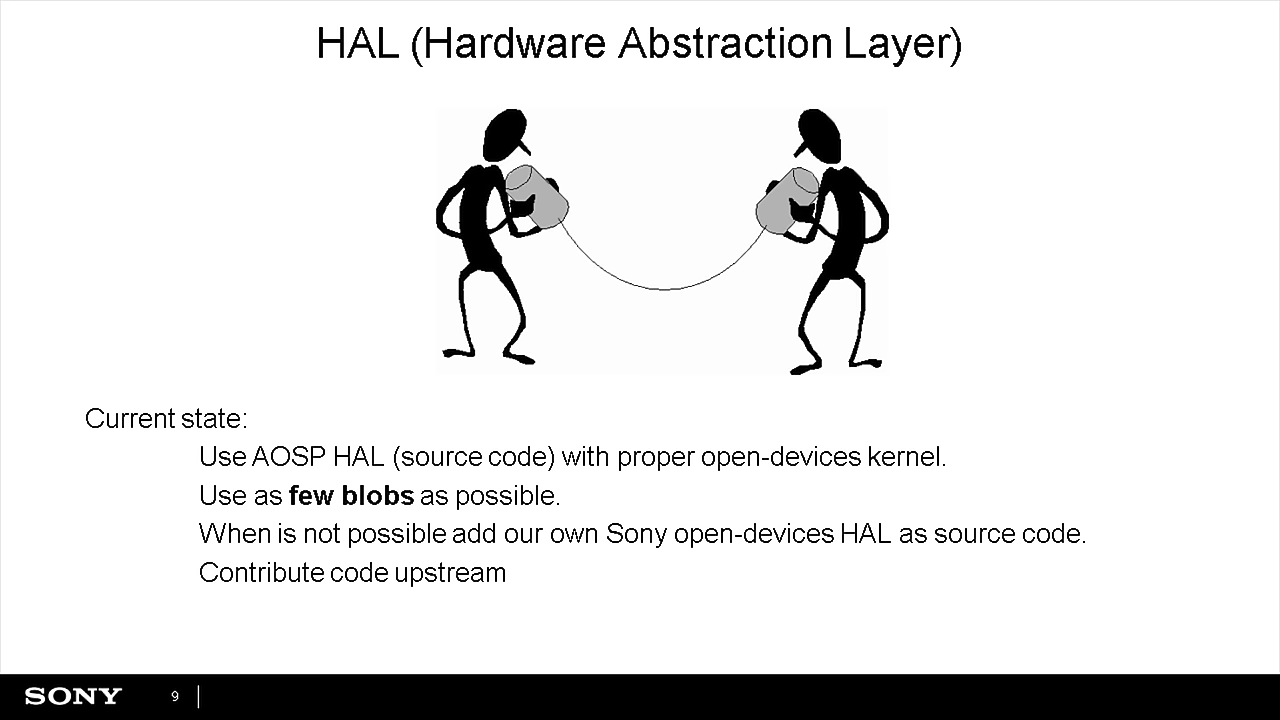 HAL (Hardware Abstraction Layer)
Current state:
Use AOSP HAL (source code) with proper open-devices kernel.
Use as few blobs as possible.
When is not possible add our own Sony open-devices HAL as source code.
Contribute code upstream
SONY 9